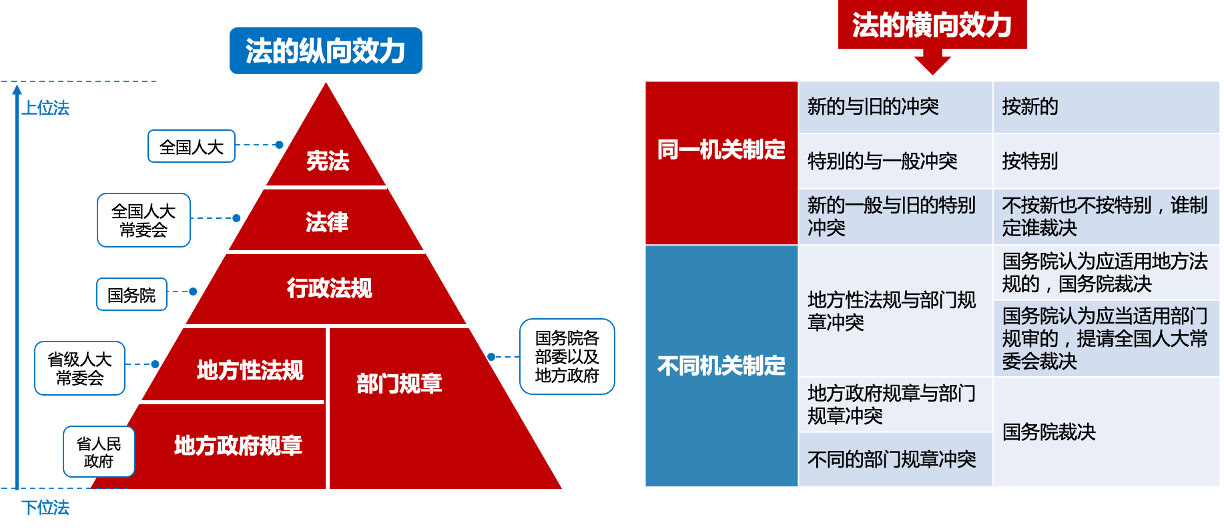 法的纵向效力
上位法
全国人大
宪法
全国人大
常委会
法律
国务院
行政法规
省级人大
常委会
地方性法规
部门规章
国务院各
部委以及
地方政府
省人民
政府
地方政府规章
下位法
法的横向效力
同一机关制定
新的与旧的冲突
按新的
特别的与一般冲突
按特别
新的一般与旧的特别
冲突
不按新也不按特别，谁制
定谁裁决
不同机关制定
地方性法规与部门规
章冲突
国务院认为应适用地方法
规的，国务院裁决
国务院认为应当适用部门
规审的，提请全国人大常
委会裁决
地方政府规章与部门
规章冲突
国务院裁决
不同的部门规章冲突